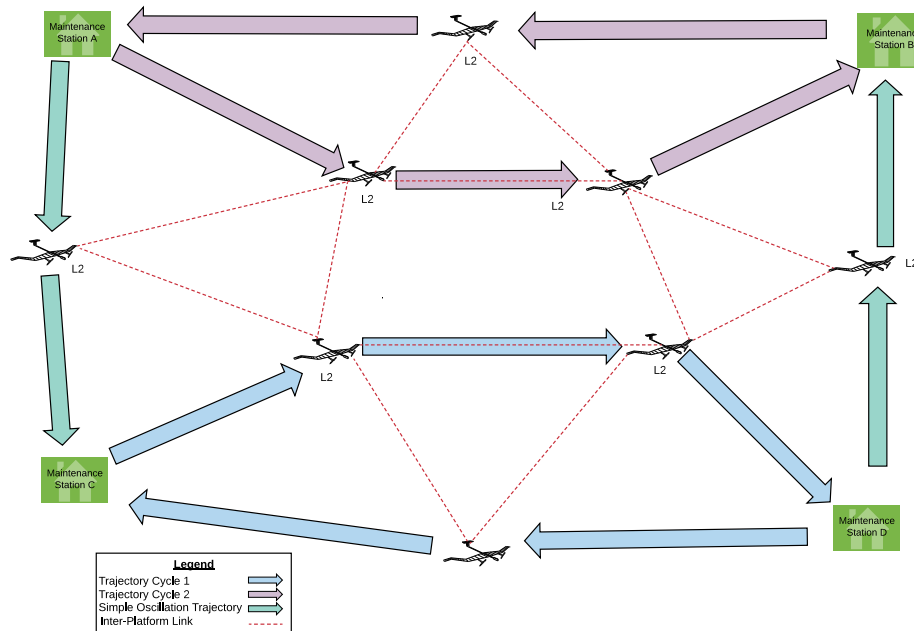 Maintenance
Station A
L2
Maintenance
Station B
L2
L2
L2
L2
L2
L2
Maintenance
Station C
Maintenance
Station D
Legend
Trajectory Cycle 1
Trajectory Cycle 2
Simple Oscillation Trajectory
Inter-Platform Link